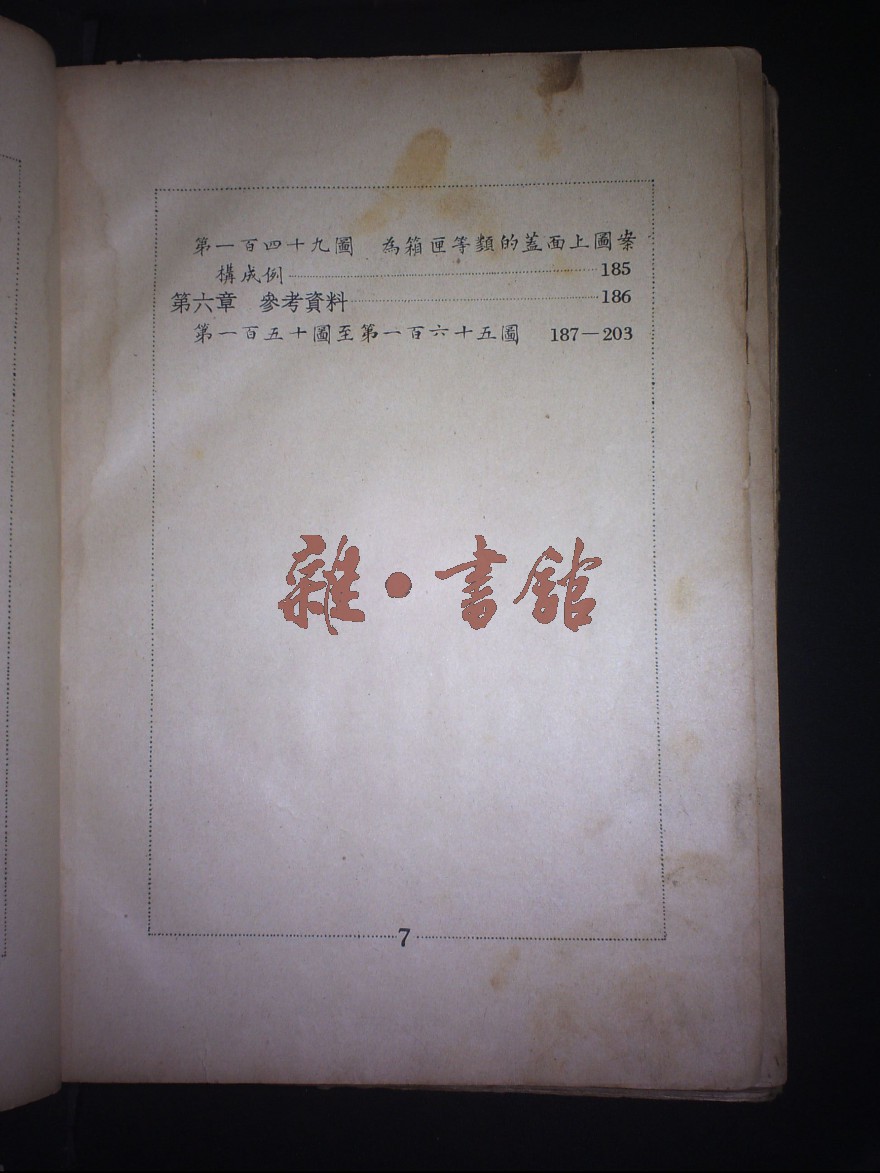 第一百四十九圖　為箱匣等類的蓋面上圖案
構成例 185
第六章　參考資料 186
第一百五十圖至第一百六十五圖　187—203
雜·書舘
7